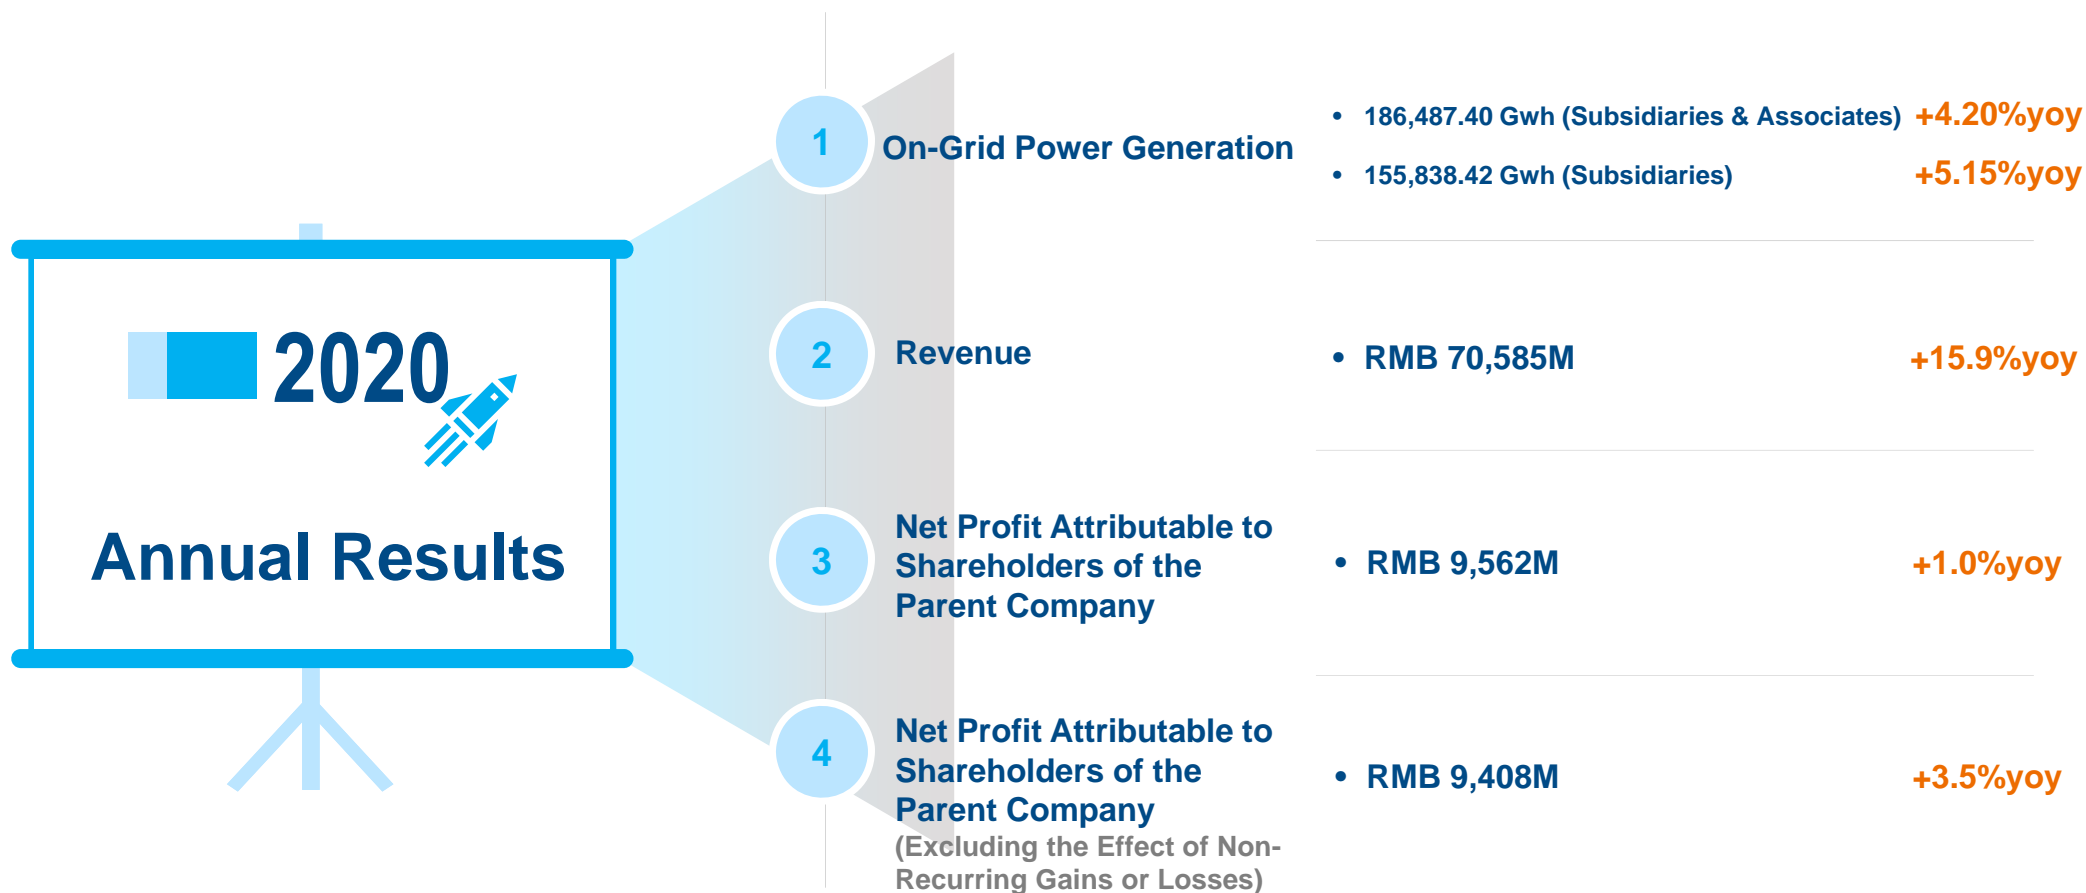 2020
Annual Results
1
On-Grid Power Generation
• 186,487.40 Gwh (Subsidiaries & Associates) +4.20%yoy
• 155,838.42 Gwh (Subsidiaries) +5.15%yoy
2
Revenue
• RMB 70,585M +15.9%yoy
3
Net Profit Attributable to
Shareholders of the
Parent Company
• RMB 9,562M +1.0%yoy
4
Net Profit Attributable to
Shareholders of the
Parent Company
(Excluding the Effect of Non-
Recurring Gains or Losses)
• RMB 9,408M +3.5%yoy